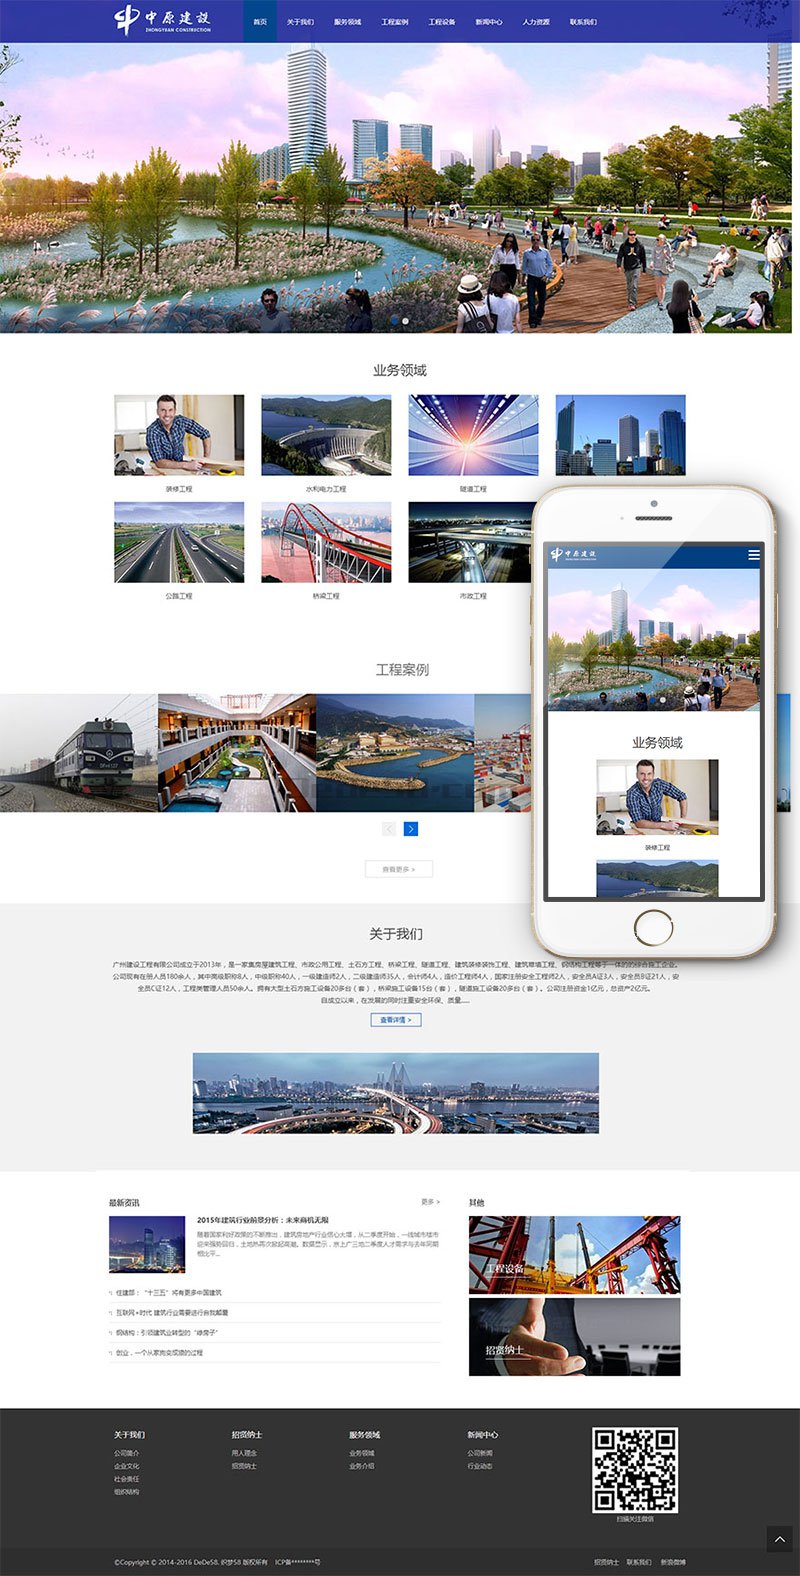 中原建设
ZHONGYUAN CONSTRECTION
首页 关于我们 服务领域 工程案例 工程设备 新闻中心 人力资源 联系我们
业务领域
装修工程 水利电力工程 隧道工程
公路工程 桥梁工程 市政工程
中原建设
业务领域
装修工程
工程案例
查看更多 >
关于我们
广州建设工程有限公司成立于2013年，是一家集房屋建筑工程、市政公用工程、土石方工程、桥梁工程、隧道工程、建筑装修装饰工程、建筑幕墙工程、钢结构工程等于一体的的综合施工企业。
公司现有在册人员180余人，其中高级职称8人，中级职称40人，一级建造师2人，二级建造师35人，会计师4人，造价工程师4人，国家注册安全工程师2人，安全员A证3人，安全员B证21人，安
全员C证12人，工程类管理人员50余人。拥有大型土石方施工设备20多台（套），桥梁施工设备15台（套），隧道施工设备20多台（套）。公司注册资金1亿元，总资产2亿元。
自成立以来，在发展的同时注重安全环保、质量.....
查看详情 >
最新资讯 更多 >
2015年建筑行业前景分析：未来商机无限
随着国家利好政策的不断推出，建筑房地产行业信心大增，从二季度开始，一线城市楼市
迎来强势回归，土地热再次掀起高潮。数据显示，京上广三地二季度人才需求与去年同期
相比平...
住建部：“十三五”将有更多中国建筑
互联网+时代 建筑行业需要进行自我颠覆
钢结构：引领建筑业转型的“绿房子”
创业，一个从家庭变成绩的过程
其他
工程设备
招贤纳士
关于我们 招贤纳士 服务领域 新闻中心
公司简介 用人理念 业务领域 公司新闻
企业文化 招贤纳士 业务介绍 行业动态
社会责任
组织结构
扫描关注微信
©Copyright © 2014-2016 DeDe58. 织梦58 版权所有 ICP备********号
招贤纳士 联系我们 新浪微博